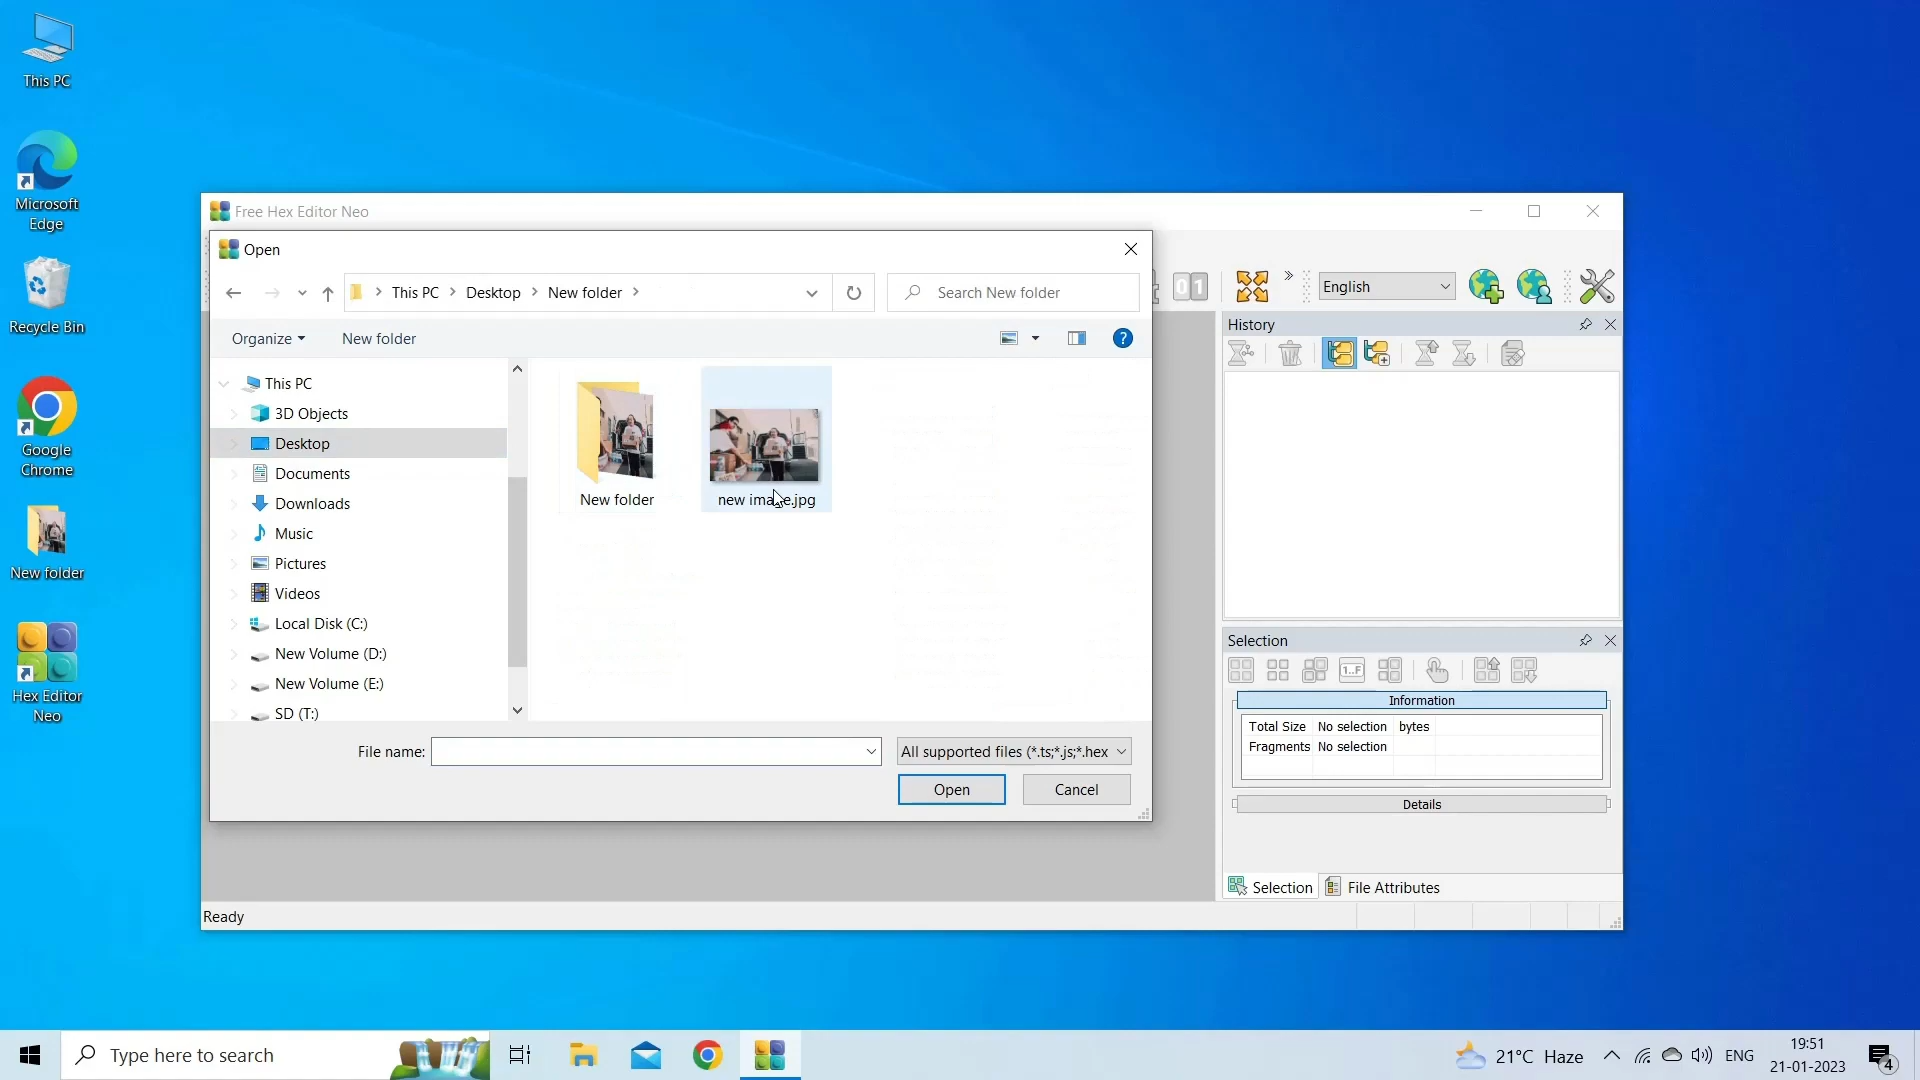 This PC
Microsoft
Edge
Recycle Bin
Google
Chrome
New folder
Hex Editor
Neo
Free Hex Editor Neo
Open
This PC
Desktop
New folder
Search New folder
Organize
New folder
This PC
3D Objects
Desktop
Documents
Downloads
Music
Pictures
Videos
Local Disk (C:)
New Volume (D:)
New Volume (E:)
SD (T:)
New folder
new image.jpg
File name:
All supported files (*.ts;*.js;*.hex
Open
Cancel
01
English
History
Selection
1..F
Information
Total Size No selection bytes
Fragments No selection
Details
Selection
File Attributes
Ready
Type here to search
21°C Haze
ENG
19:51
21-01-2023
4